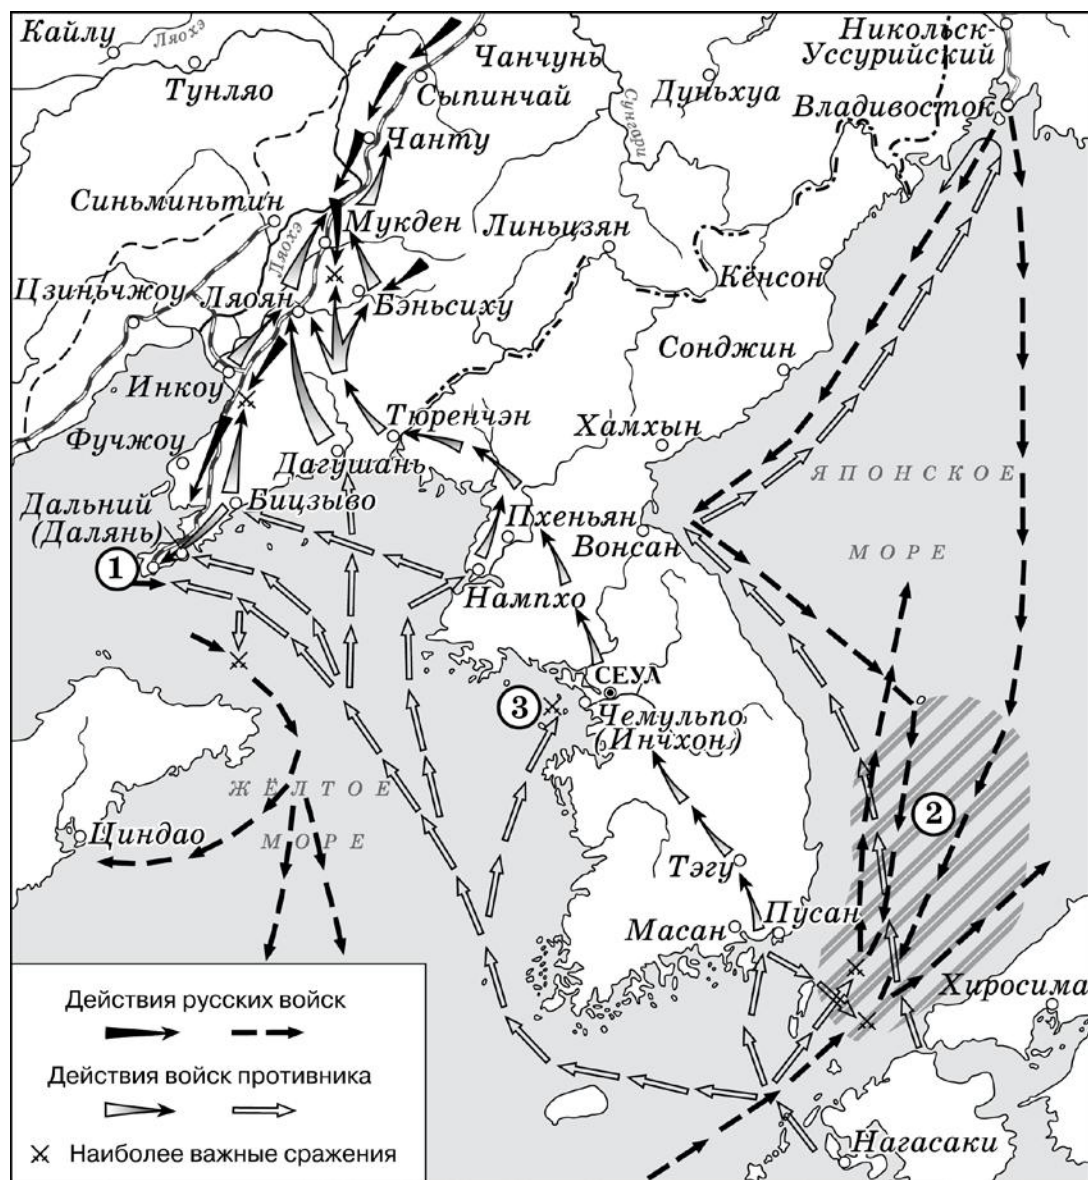 Кайлу
Ляохэ
Тунляо
Чанчунь
Сыпинчай
Чанту
Сунгари
Дуньхуа
Никольск-
Уссурийский
Владивосток
Синьминьтин
Мукден
Линьцзян
Кёнсон
Ляохэ
Цзиньчжоу
Ляоян
Бэньсиху
Сонджин
Инкоу
Тюренчэн
Хамхын
Фучжоу
Дагушань
ЯПОНСКОЕ
МОРЕ
Дальний
(Далянь)
Бицзыво
Пхеньян
Вонсан
1
Нампхо
СЕУЛ
3
Чемульпо
(Инчхон)
ЖЁЛТОЕ
МОРЕ
Циндао
2
Тэгу
Масан
Пусан
Хиросима
Нагасаки
Действия русских войск
Действия войск противника
Наиболее важные сражения